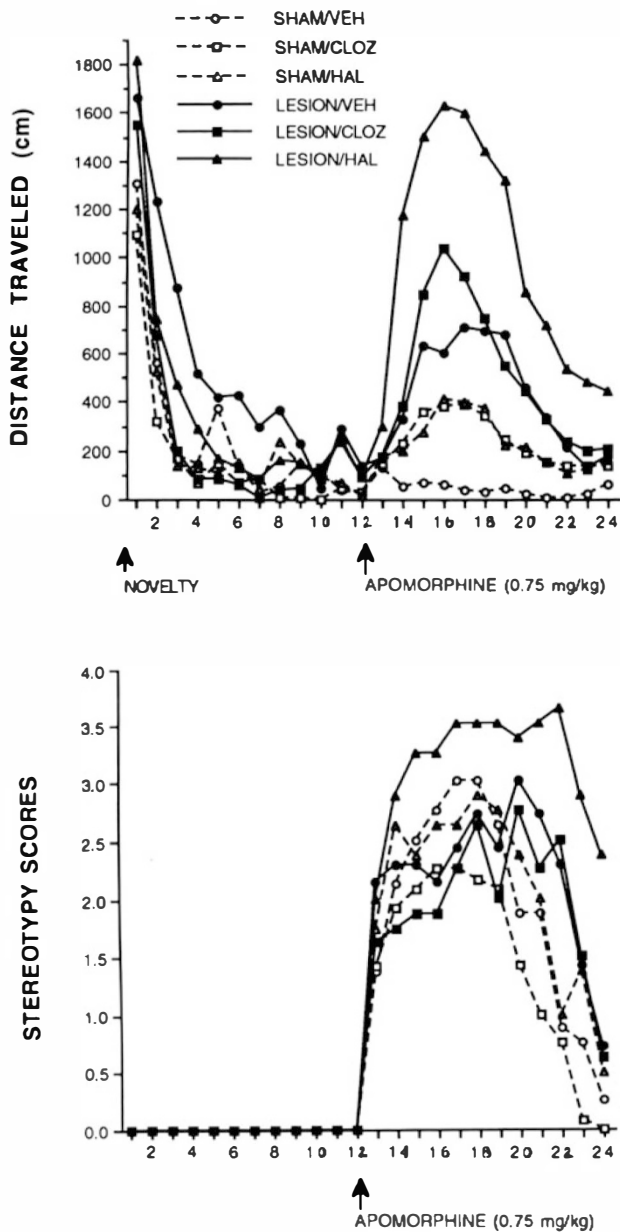 SHAM/VEH
SHAM/CLOZ
SHAM/HAL
LESION/VEH
LESION/CLOZ
LESION/HAL
DISTANCE TRAVELED (cm)
1800
1600
1400
1200
1000
800
600
400
200
0
2 4 6 8 10 12 14 16 18 20 22 24
NOVELTY
APOMORPHINE (0.75 mg/kg)
STEREOTYPY SCORES
4.0
3.5
3.0
2.5
2.0
1.5
1.0
0.5
0.0
2 4 6 8 10 12 14 16 18 20 22 24
APOMORPHINE (0.75 mg/kg)